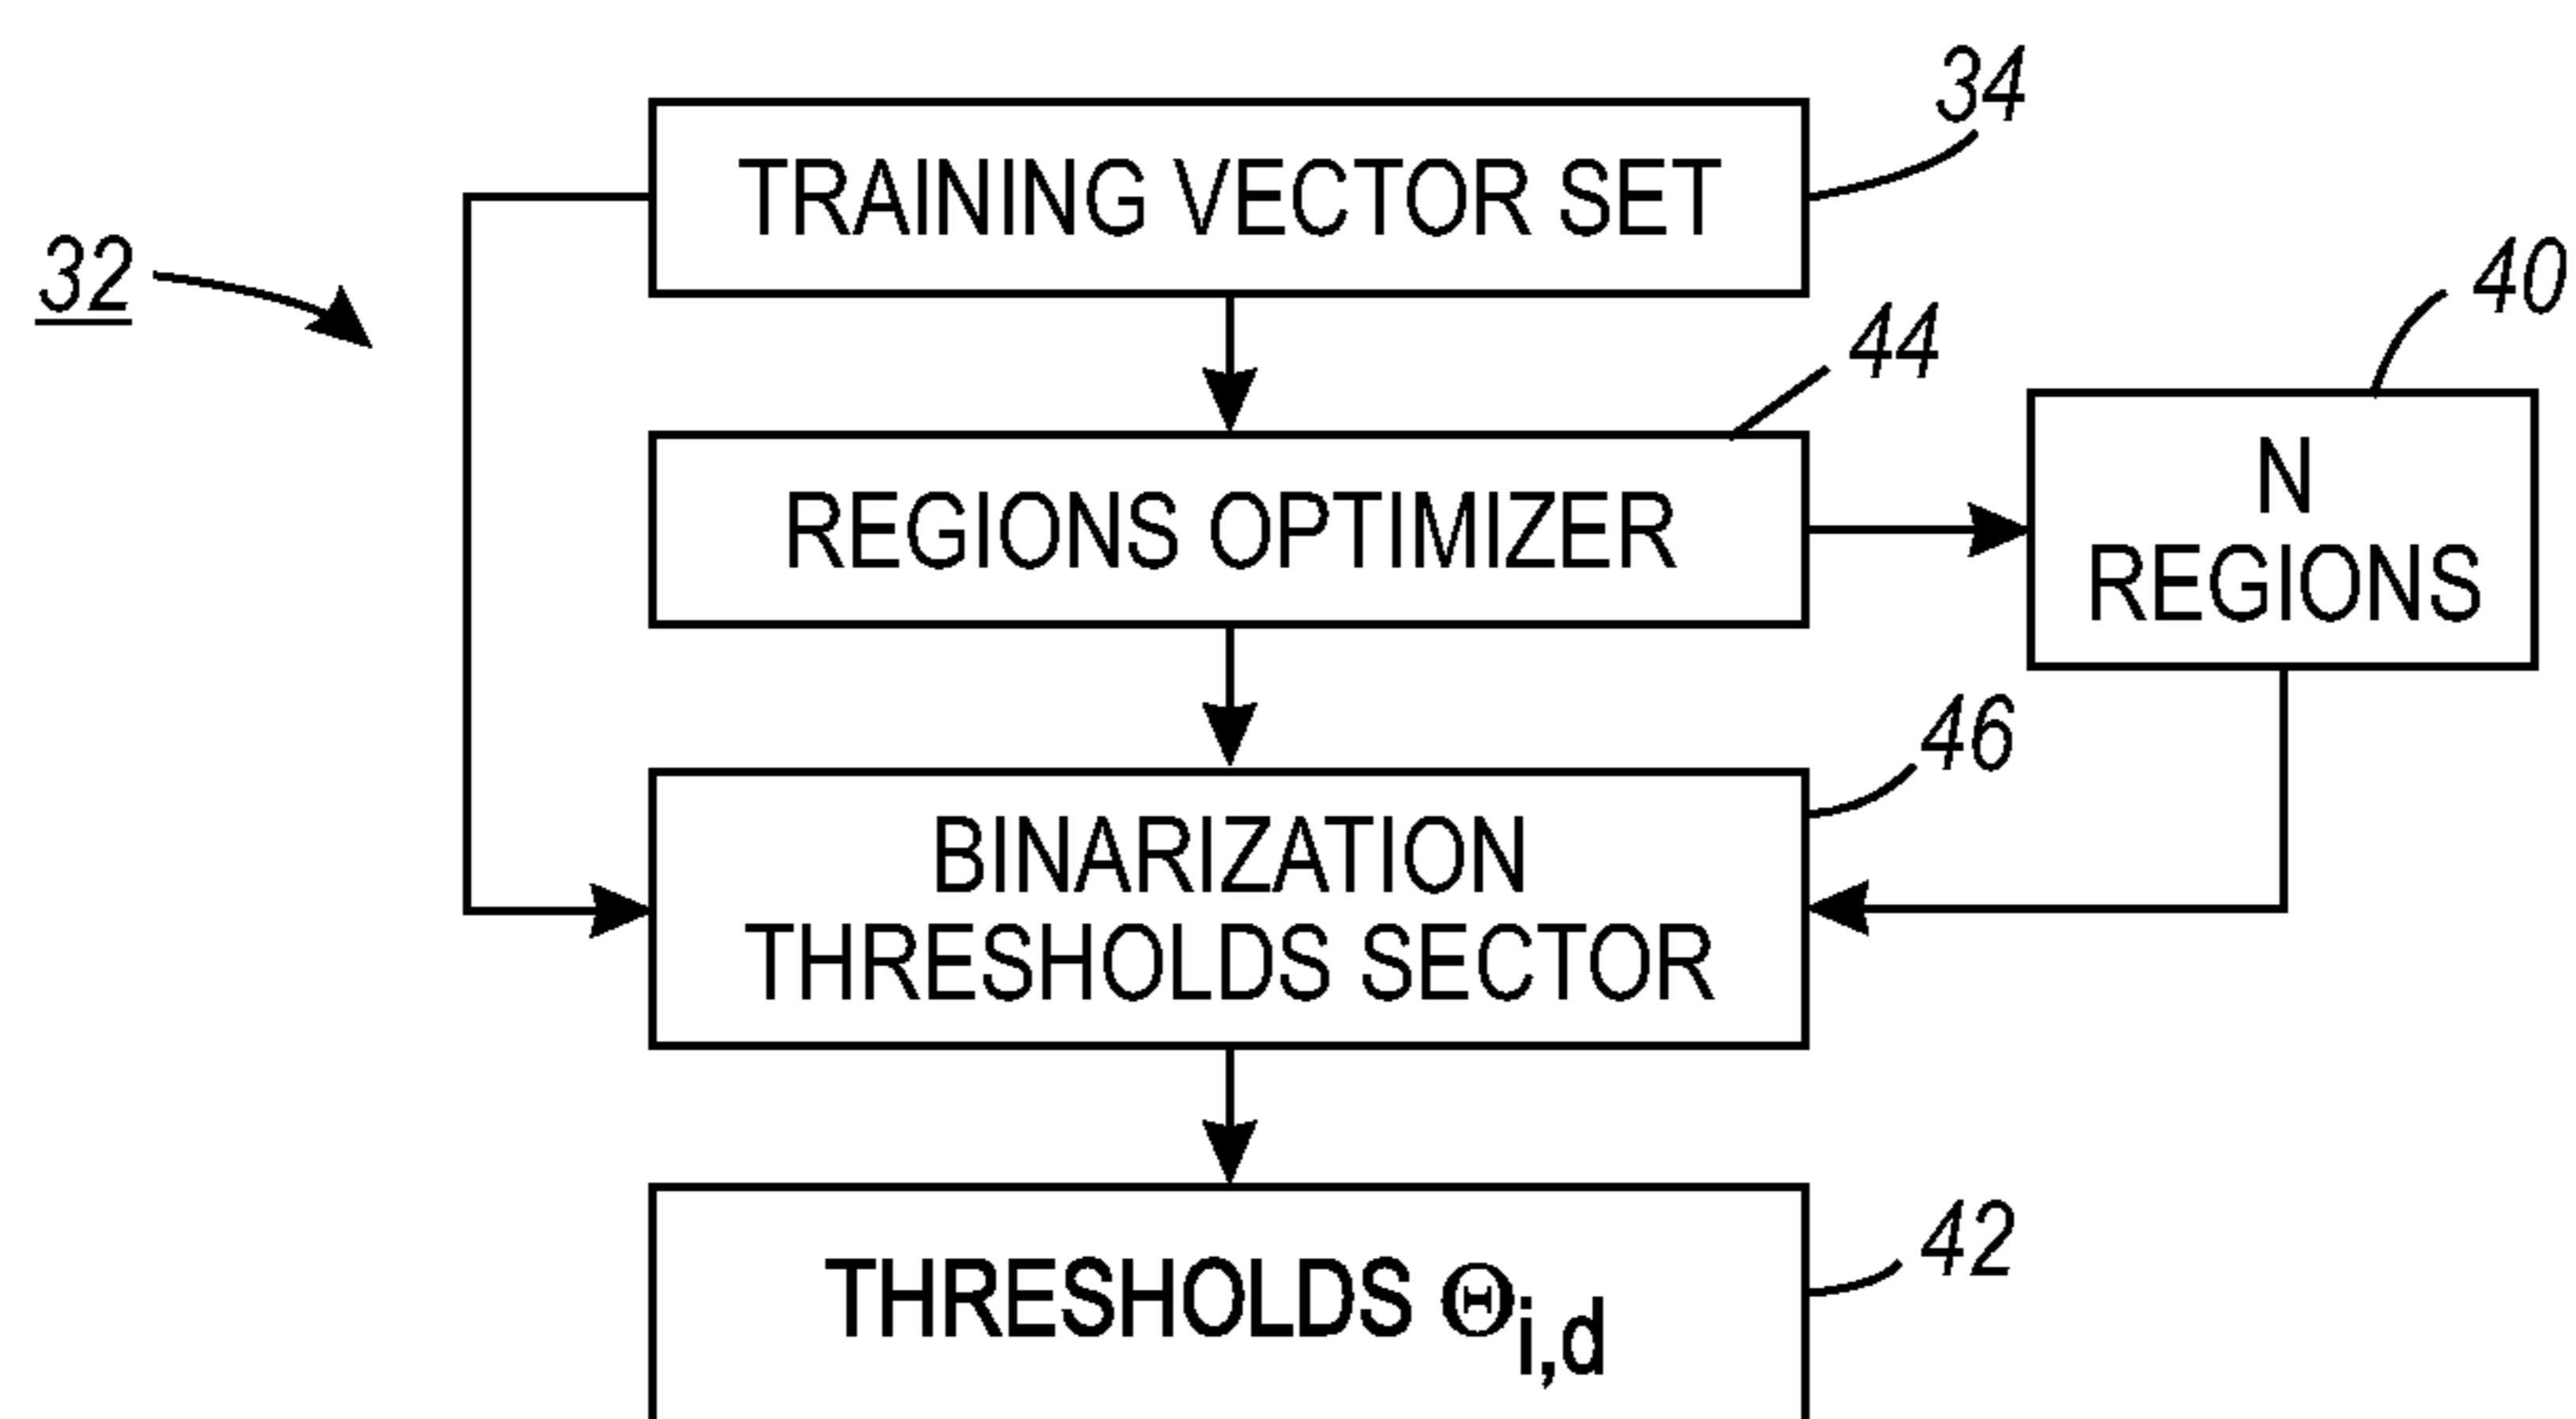 34
TRAINING VECTOR SET
32
40
44
N
REGIONS
REGIONS OPTIMIZER
46
BINARIZATION
THRESHOLDS SECTOR
42
THRESHOLDS Θi,d